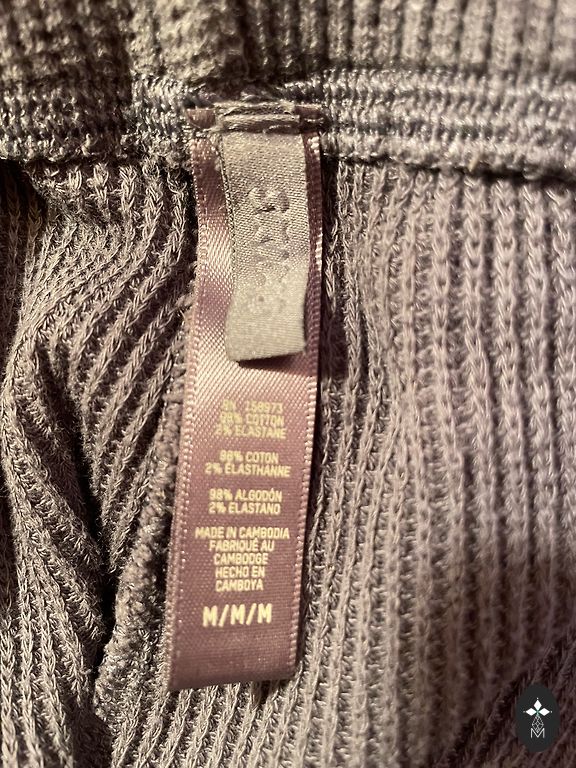 RN 158973
98% COTTON
2% ELASTANE
98% COTON
2% ÉLASTHANNE
98% ALGODÓN
2% ELASTANO
MADE IN CAMBODIA
FABRIQUÉ AU
CAMBODGE
HECHO EN
CAMBOYA
M/M/M